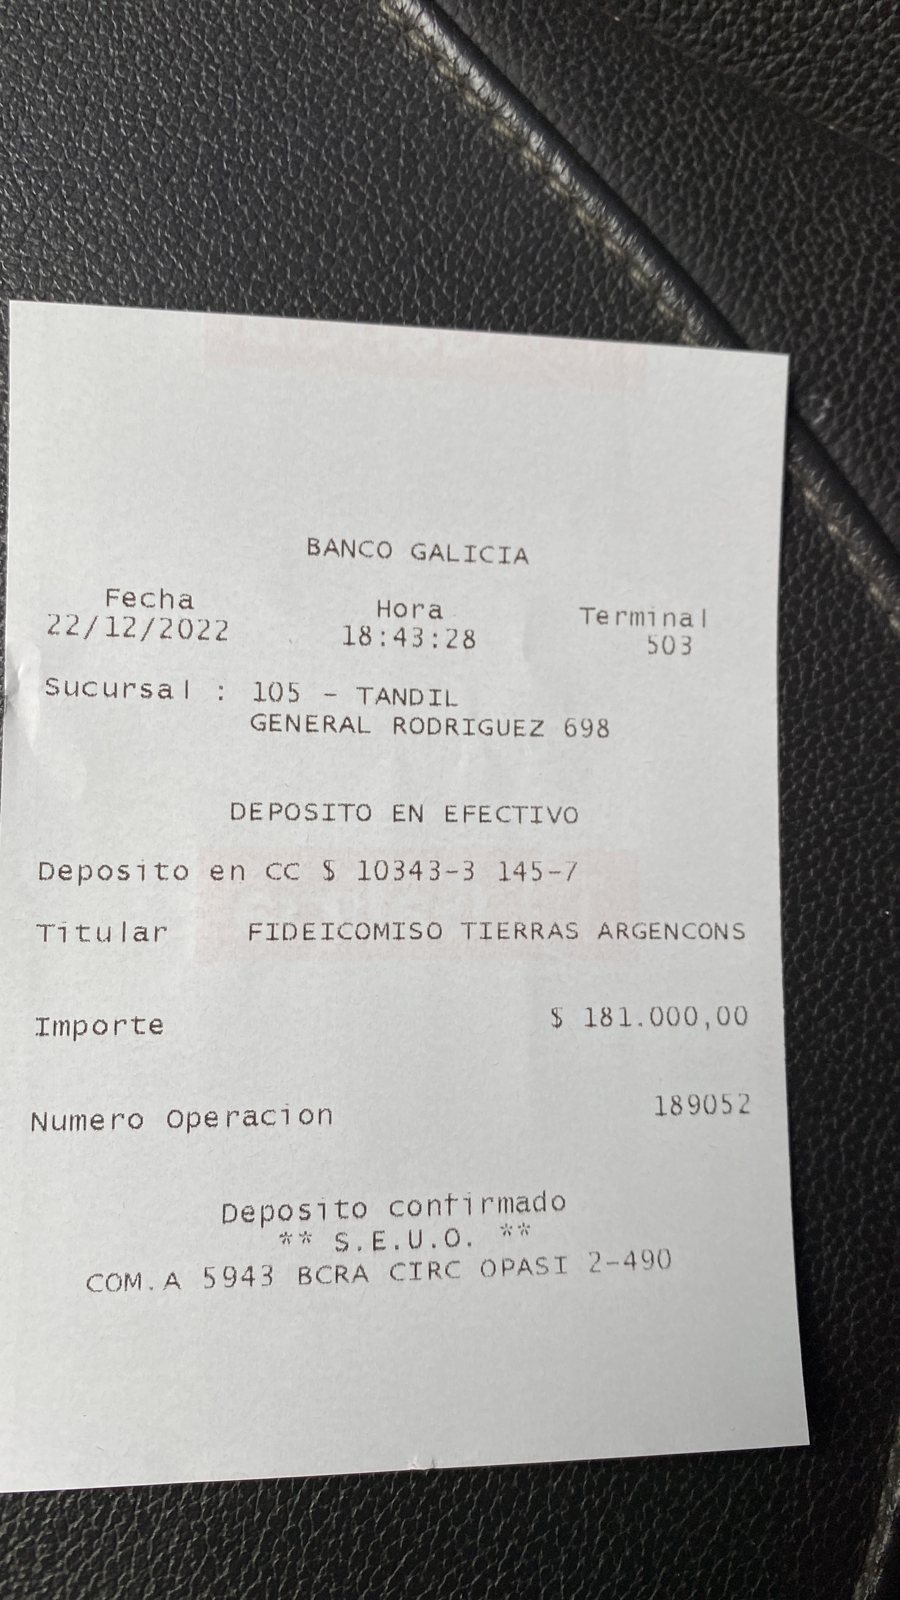 BANCO GALICIA
Fecha Hora Terminal
22/12/2022 18:43:28 503
Sucursal : 105 - TANDIL
GENERAL RODRIGUEZ 698
DEPOSITO EN EFECTIVO
Deposito en CC $ 10343-3 145-7
Titular FIDEICOMISO TIERRAS ARGENCONS
Importe $ 181.000,00
Numero Operacion 189052
Deposito confirmado
** S.E.U.O. **
COM.A 5943 BCRA CIRC OPASI 2-490